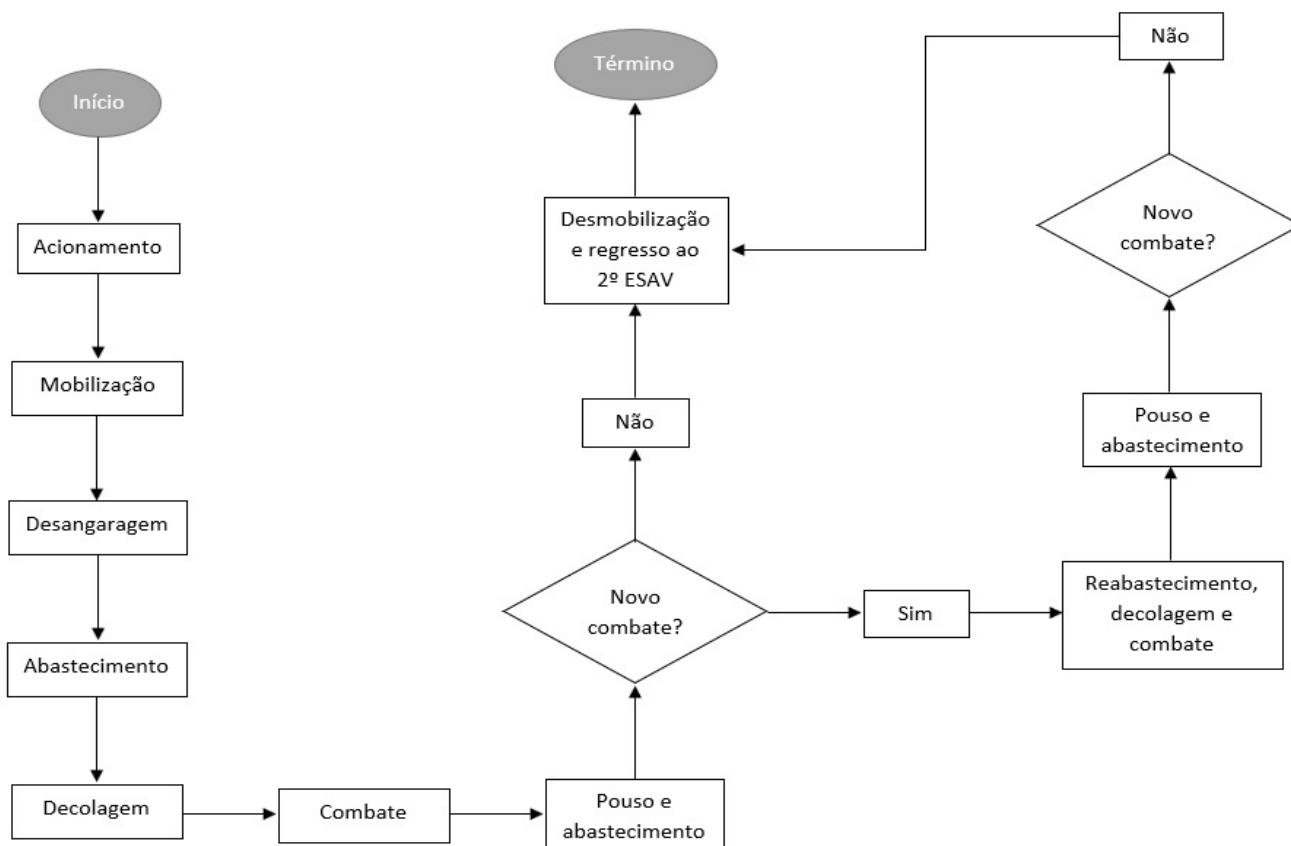 Início
Acionamento
Mobilização
Desangaragem
Abastecimento
Decolagem
Combate
Pouso e
abastecimento
Novo
combate?
Não
Desmobilização
e regresso ao
2º ESAV
Término
Sim
Reabastecimento,
decolagem e
combate
Pouso e
abastecimento
Novo
combate?
Não